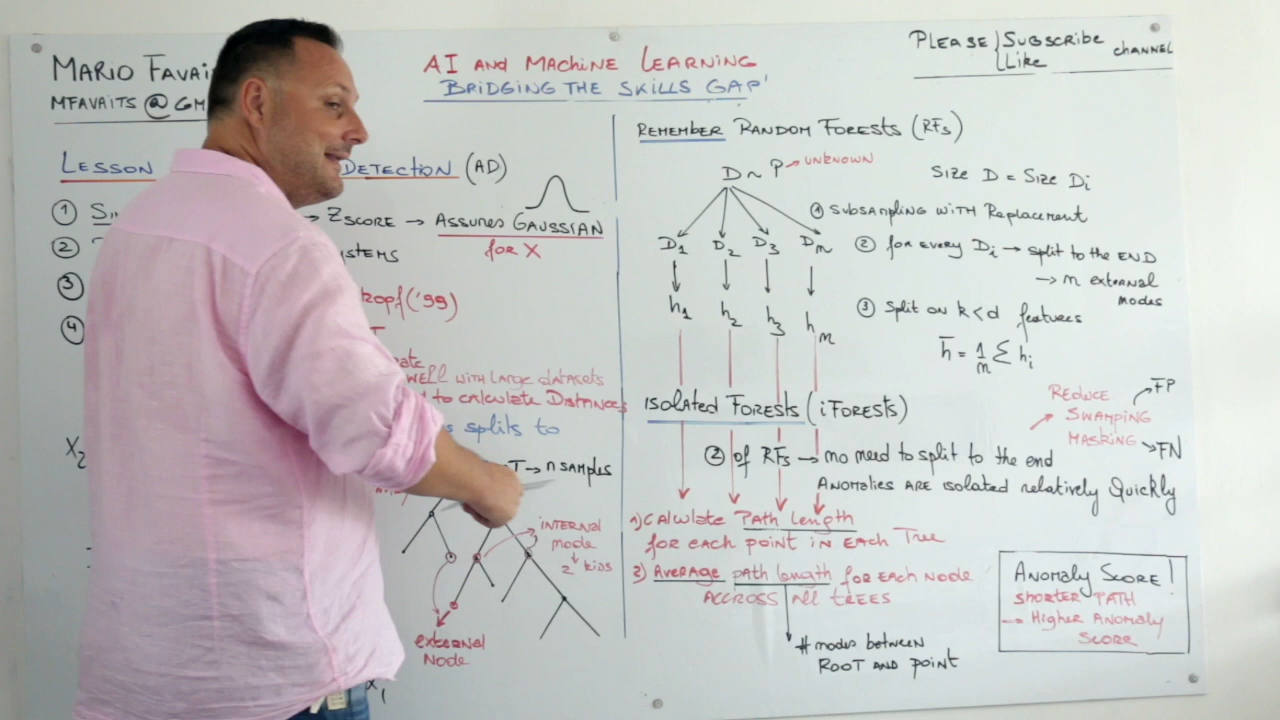 MARIO FAVAI
MFAVAITS @ GM
AI AND MACHINE LEARNING
BRIDGING THE SKILLS GAP'
PLEASE { SUBSCRIBE
Like
CHANNEL
LESSON
DETECTION (AD)
1
→ ZSCORE → ASSUMES GAUSSIAN
for X
2
3
kopf('99)
4
WELL WITH LARGE DATASETS
to CALCULATE DISTANCES
splits to
T → n SAMPLES
X2
INTERNAL
node
2 kids
external
Node
X1
REMEMBER RANDOM FORESTS (RFs)
D ~ P → UNKNOWN
Size D = Size Di
1 SUBSAMPLING WITH Replacement
D1 D2 D3 Dm
2 for every Di → split to the END
→ n external
nodes
h1 h2 h3 hm
3 Split on k<d features
h̄ = 1/m Σ hi
ISOLATED FORESTS (iForests)
REDUCE
SWAMPING
MASKING
FP
FN
2 of RFs → no need to split to the end
ANOMALIES ARE isolated relatively Quickly
1) CALCULATE Path Length
for each point in each Tree
2) AVERAGE path length for each NODE
ACCROSS All TREES
# nodes between
ROOT AND point
ANOMALY SCORE!
SHORTER PATH
→ Higher ANOMALY
SCORE